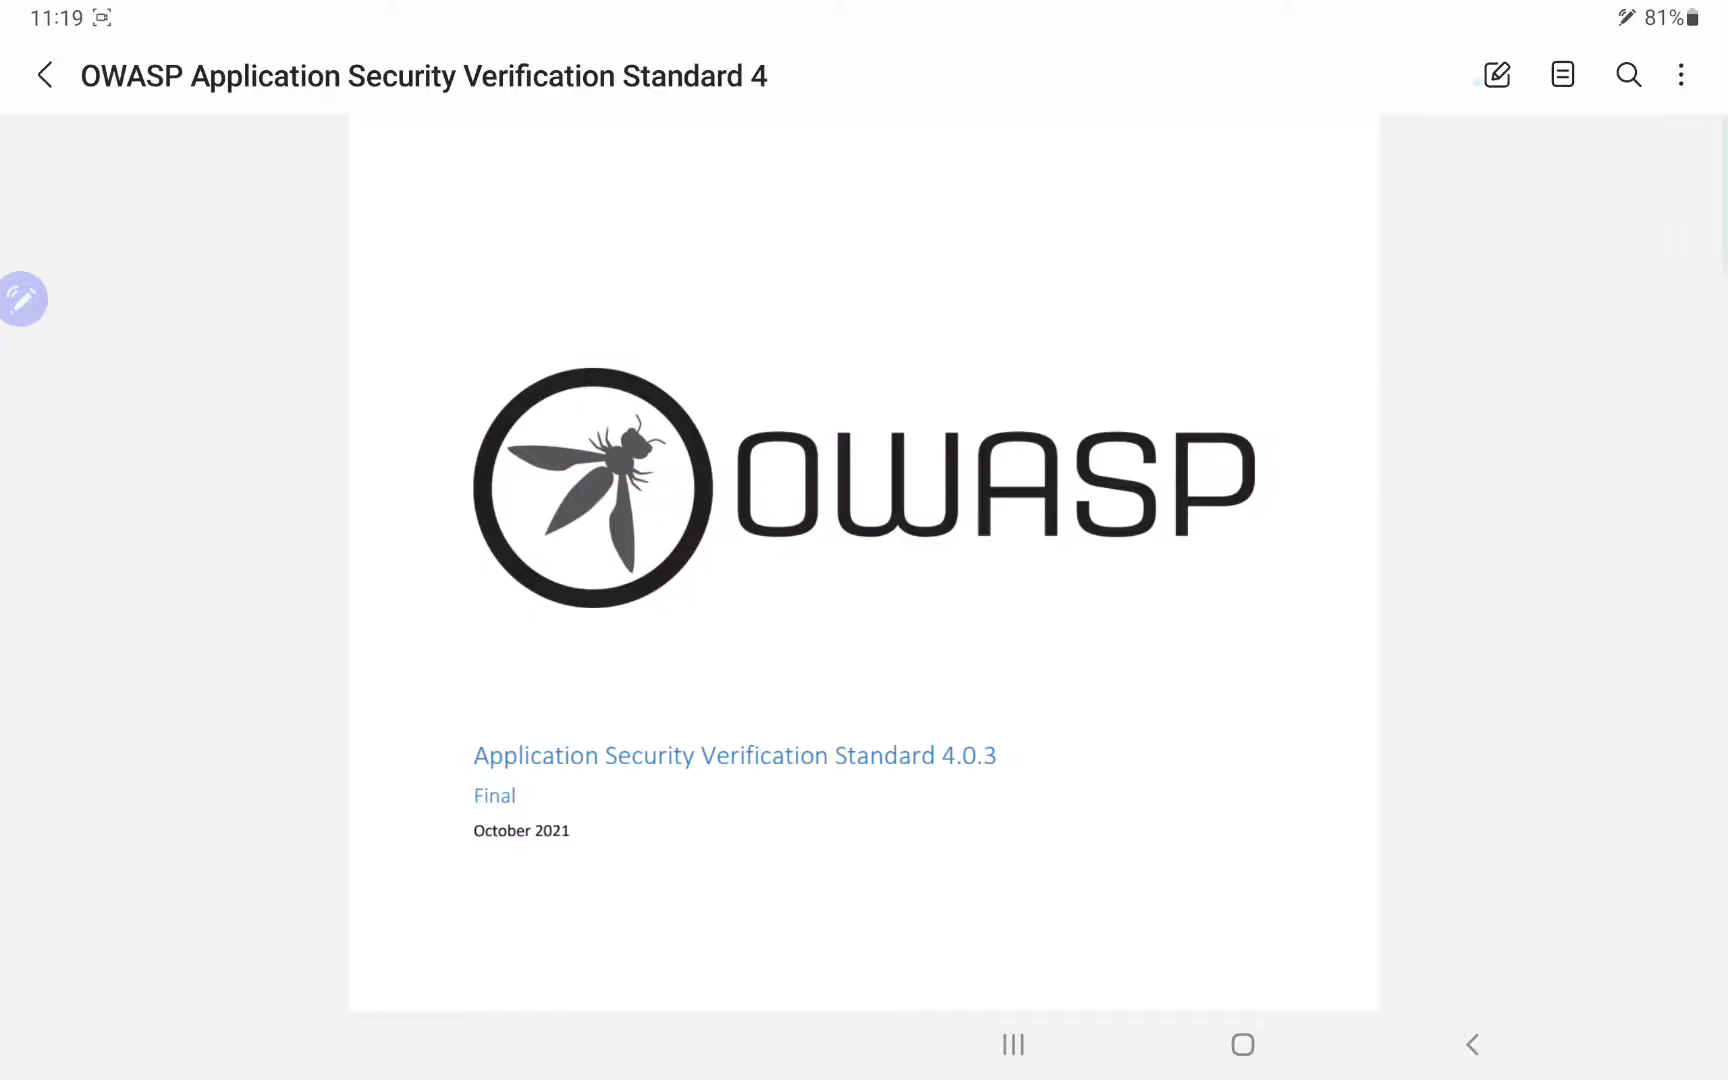 11:19
81%
OWASP Application Security Verification Standard 4
OWASP
Application Security Verification Standard 4.0.3
Final
October 2021